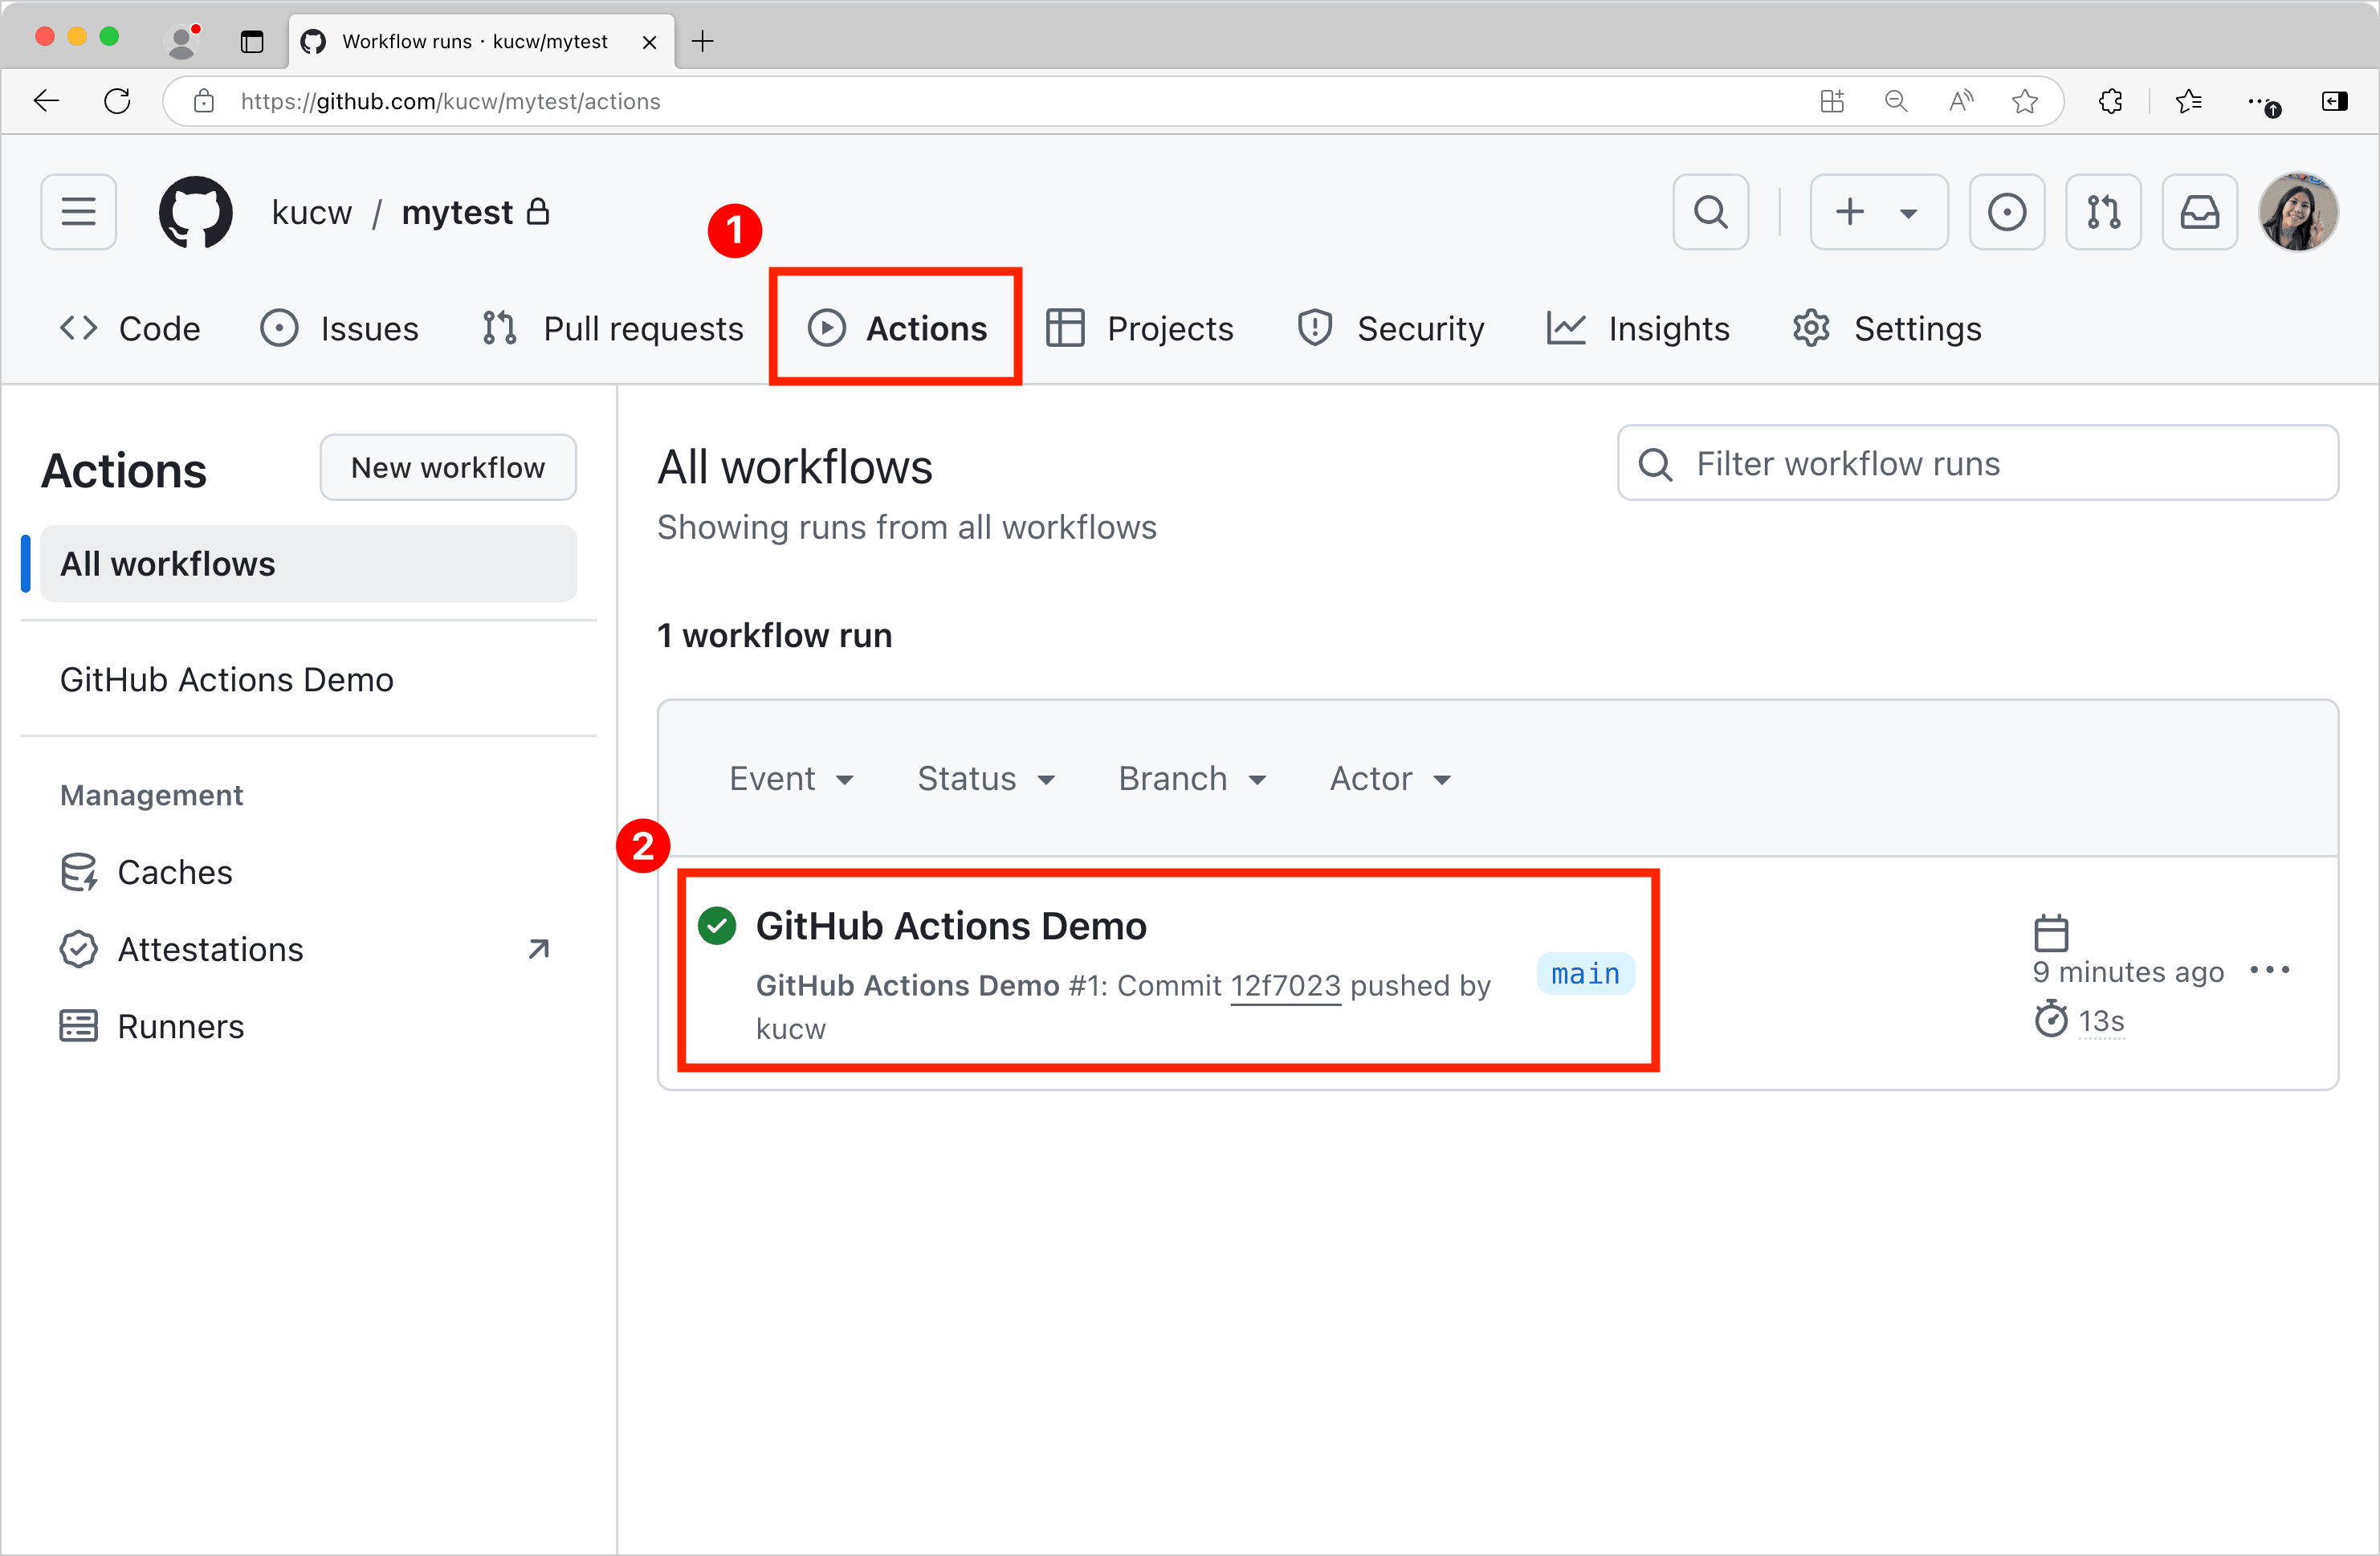 Workflow runs · kucw/mytest
https://github.com/kucw/mytest/actions
kucw / mytest
1
Code Issues Pull requests Actions Projects Security Insights Settings
Actions
New workflow
All workflows
GitHub Actions Demo
Management
Caches
Attestations
Runners
All workflows
Filter workflow runs
Showing runs from all workflows
1 workflow run
Event Status Branch Actor
2
GitHub Actions Demo
GitHub Actions Demo #1: Commit 12f7023 pushed by
kucw
main
9 minutes ago
13s